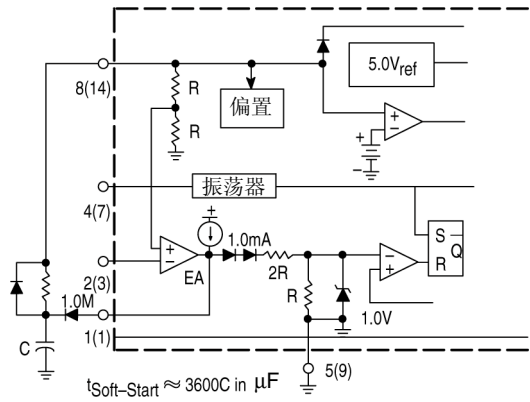 5.0Vref
8(14)
R
偏置
R
+
−
+
−
振荡器
4(7)
+
1.0mA
S
Q
R
+
−
EA
2R
−
+
2(3)
R
1.0V
1.0M
1(1)
C
5(9)
tSoft–Start ≈ 3600C in μF